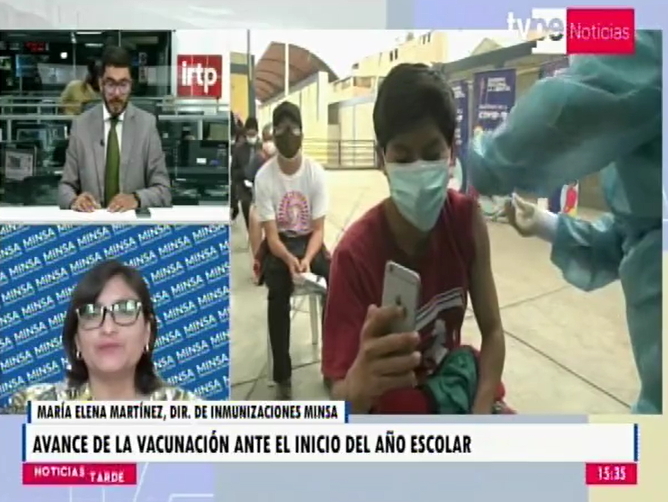 tvpe Noticias
irtp
MINSA
MARÍA ELENA MARTÍNEZ, DIR. DE INMUNIZACIONES MINSA
AVANCE DE LA VACUNACIÓN ANTE EL INICIO DEL AÑO ESCOLAR
NOTICIAS
TARDE
15:35